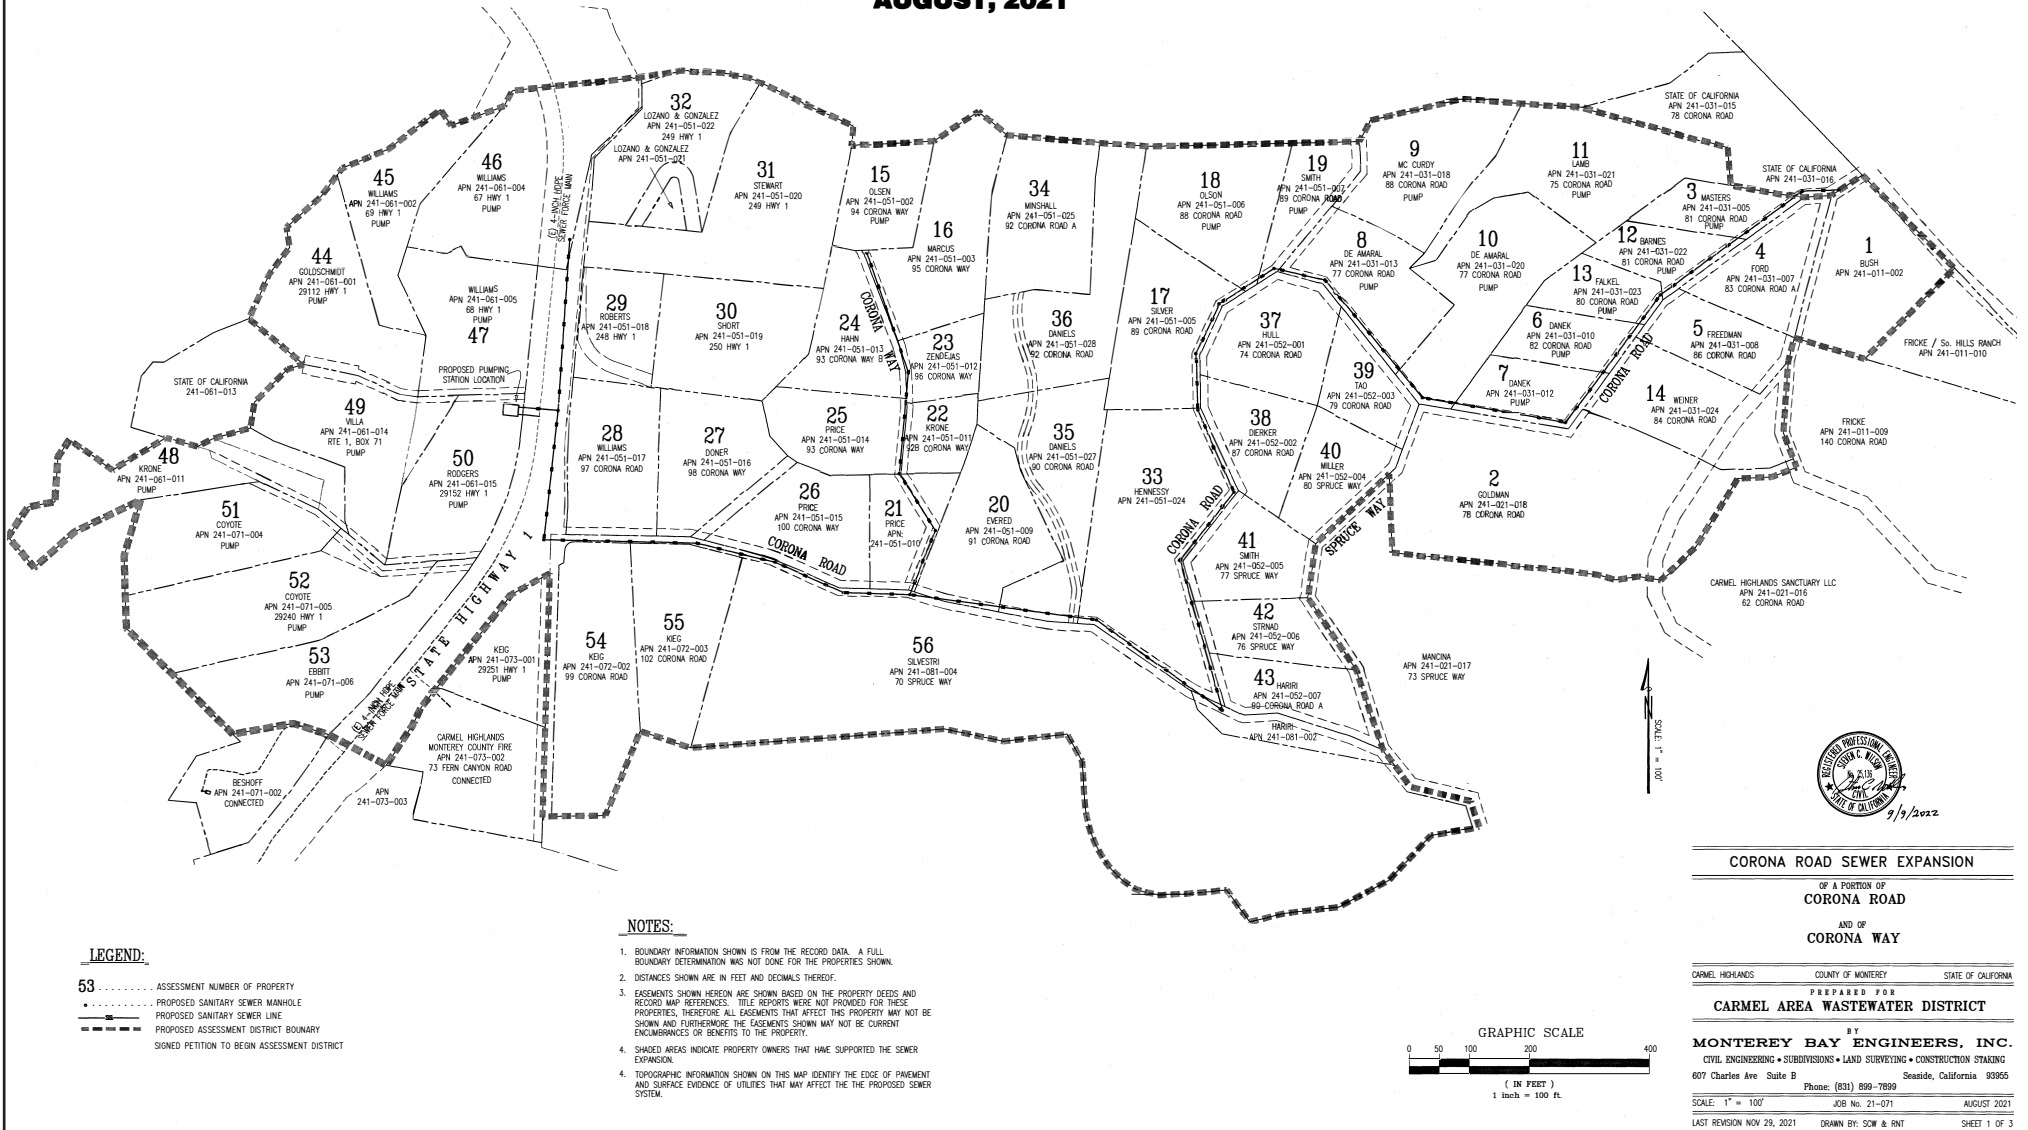 AUGUST, 2021
STATE OF CALIFORNIA
APN 241-031-015
78 CORONA ROAD
STATE OF CALIFORNIA
APN 241-031-016
32
LOZANO & GONZALEZ
APN 241-051-022
249 HWY 1
LOZANO & GONZALEZ
APN 241-051-021
46
WILLIAMS
APN 241-061-004
67 HWY 1
PUMP
45
WILLIAMS
APN 241-061-002
69 HWY 1
PUMP
(E) 4-INCH HDPE
SEWER FORCE MAIN
31
STEWART
APN 241-051-020
249 HWY 1
15
OLSEN
APN 241-051-002
94 CORONA WAY
PUMP
16
MARCUS
APN 241-051-003
95 CORONA WAY
34
MINSHALL
APN 241-051-025
92 CORONA ROAD A
18
OLSON
APN 241-051-006
88 CORONA ROAD
PUMP
19
SMITH
APN 241-051-007
89 CORONA ROAD
PUMP
9
MC CURDY
APN 241-031-018
88 CORONA ROAD
PUMP
11
LAMB
APN 241-031-021
75 CORONA ROAD
PUMP
3 MASTERS
APN 241-031-005
81 CORONA ROAD
PUMP
12 BARNES
APN 241-031-022
81 CORONA ROAD
PUMP
4
FORD
APN 241-031-007
83 CORONA ROAD A
1
BUSH
APN 241-011-002
8
DE AMARAL
APN 241-031-013
77 CORONA ROAD
PUMP
10
DE AMARAL
APN 241-031-020
77 CORONA ROAD
PUMP
13 FALKEL
APN 241-031-023
80 CORONA ROAD
PUMP
44
GOLDSCHMIDT
APN 241-061-001
29112 HWY 1
PUMP
WILLIAMS
APN 241-061-005
68 HWY 1
PUMP
47
29
ROBERTS
APN 241-051-018
248 HWY 1
30
SHORT
APN 241-051-019
250 HWY 1
24
HAHN
APN 241-051-013
93 CORONA WAY B
CORONA WAY
23
ZENDEJAS
APN 241-051-012
96 CORONA WAY
36
DANIELS
APN 241-051-028
92 CORONA ROAD
17
SILVER
APN 241-051-005
89 CORONA ROAD
37
HULL
APN 241-052-001
74 CORONA ROAD
6 DANEK
APN 241-031-010
82 CORONA ROAD
PUMP
5 FREEDMAN
APN 241-031-008
86 CORONA ROAD
FRICKE / So. HILLS RANCH
APN 241-011-010
39
TAO
APN 241-052-003
79 CORONA ROAD
7
DANEK
APN 241-031-012
PUMP
CORONA ROAD
14 WEINER
APN 241-031-024
84 CORONA ROAD
STATE OF CALIFORNIA
241-061-013
PROPOSED PUMPING
STATION LOCATION
49
VILLA
APN 241-061-014
RTE 1, BOX 71
PUMP
28
WILLIAMS
APN 241-051-017
97 CORONA ROAD
27
DONER
APN 241-051-016
98 CORONA WAY
25
PRICE
APN 241-051-014
93 CORONA WAY
22
KRONE
APN 241-051-011
92B CORONA WAY
35
DANIELS
APN 241-051-027
90 CORONA ROAD
38
DIERKER
APN 241-052-002
87 CORONA ROAD
40
MILLER
APN 241-052-004
80 SPRUCE WAY
FRICKE
APN 241-011-009
140 CORONA ROAD
48
KRONE
APN 241-061-011
PUMP
50
RODGERS
APN 241-061-015
29152 HWY 1
PUMP
26
PRICE
APN 241-051-015
100 CORONA WAY
21
PRICE
APN:
241-051-010
20
EVERED
APN 241-051-009
91 CORONA ROAD
33
HENNESSY
APN 241-051-024
CORONA ROAD
SPRUCE WAY
2
GOLDMAN
APN 241-021-018
78 CORONA ROAD
51
COYOTE
APN 241-071-004
PUMP
CORONA ROAD
41
SMITH
APN 241-052-005
77 SPRUCE WAY
52
COYOTE
APN 241-071-005
29240 HWY 1
PUMP
STATE HIGHWAY 1
CARMEL HIGHLANDS SANCTUARY LLC
APN 241-021-016
62 CORONA ROAD
42
STRNAD
APN 241-052-006
76 SPRUCE WAY
53
EBBITT
APN 241-071-006
PUMP
KEIG
APN 241-073-001
29251 HWY 1
PUMP
54
KEIG
APN 241-072-002
99 CORONA ROAD
55
KIEG
APN 241-072-003
102 CORONA ROAD
56
SILVESTRI
APN 241-081-004
70 SPRUCE WAY
MANCINA
APN 241-021-017
73 SPRUCE WAY
43 HARIRI
APN 241-052-007
89 CORONA ROAD A
HARIRI
APN 241-081-002
(E) 4-INCH HDPE
SEWER FORCE MAIN
CARMEL HIGHLANDS
MONTEREY COUNTY FIRE
APN 241-073-002
73 FERN CANYON ROAD
CONNECTED
BESHOFF
APN 241-071-002
CONNECTED
APN
241-073-003
N
SCALE: 1" = 100'
REGISTERED PROFESSIONAL ENGINEER
STEVEN C. WILSON
No. 25,136
CIVIL
STATE OF CALIFORNIA
9/9/2022
LEGEND:
53 . . . . . . . . . ASSESSMENT NUMBER OF PROPERTY
. . . . . . . . . . PROPOSED SANITARY SEWER MANHOLE
SS PROPOSED SANITARY SEWER LINE
PROPOSED ASSESSMENT DISTRICT BOUNARY
SIGNED PETITION TO BEGIN ASSESSMENT DISTRICT
NOTES:
1. BOUNDARY INFORMATION SHOWN IS FROM THE RECORD DATA. A FULL
BOUNDARY DETERMINATION WAS NOT DONE FOR THE PROPERTIES SHOWN.
2. DISTANCES SHOWN ARE IN FEET AND DECIMALS THEREOF.
3. EASEMENTS SHOWN HEREON ARE SHOWN BASED ON THE PROPERTY DEEDS AND
RECORD MAP REFERENCES. TITLE REPORTS WERE NOT PROVIDED FOR THESE
PROPERTIES, THEREFORE ALL EASEMENTS THAT AFFECT THIS PROPERTY MAY NOT BE
SHOWN AND FURTHERMORE THE EASEMENTS SHOWN MAY NOT BE CURRENT
ENCUMBRANCES OR BENEFITS TO THE PROPERTY.
4. SHADED AREAS INDICATE PROPERTY OWNERS THAT HAVE SUPPORTED THE SEWER
EXPANSION.
4. TOPOGRAPHIC INFORMATION SHOWN ON THIS MAP IDENTIFY THE EDGE OF PAVEMENT
AND SURFACE EVIDENCE OF UTILITIES THAT MAY AFFECT THE THE PROPOSED SEWER
SYSTEM.
GRAPHIC SCALE
0 50 100 200 400
( IN FEET )
1 inch = 100 ft.
CORONA ROAD SEWER EXPANSION
OF A PORTION OF
CORONA ROAD
AND OF
CORONA WAY
CARMEL HIGHLANDS COUNTY OF MONTEREY STATE OF CALIFORNIA
PREPARED FOR
CARMEL AREA WASTEWATER DISTRICT
BY
MONTEREY BAY ENGINEERS, INC.
CIVIL ENGINEERING • SUBDIVISIONS • LAND SURVEYING • CONSTRUCTION STAKING
607 Charles Ave Suite B Seaside, California 93955
Phone: (831) 899-7899
SCALE: 1" = 100' JOB No. 21-071 AUGUST 2021
LAST REVISION NOV 29, 2021 DRAWN BY: SCW & RNT SHEET 1 OF 3